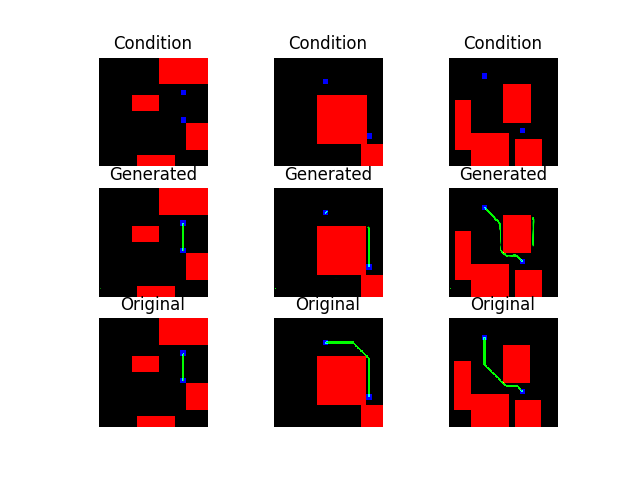 Condition Condition Condition
Generated Generated Generated
Original Original Original